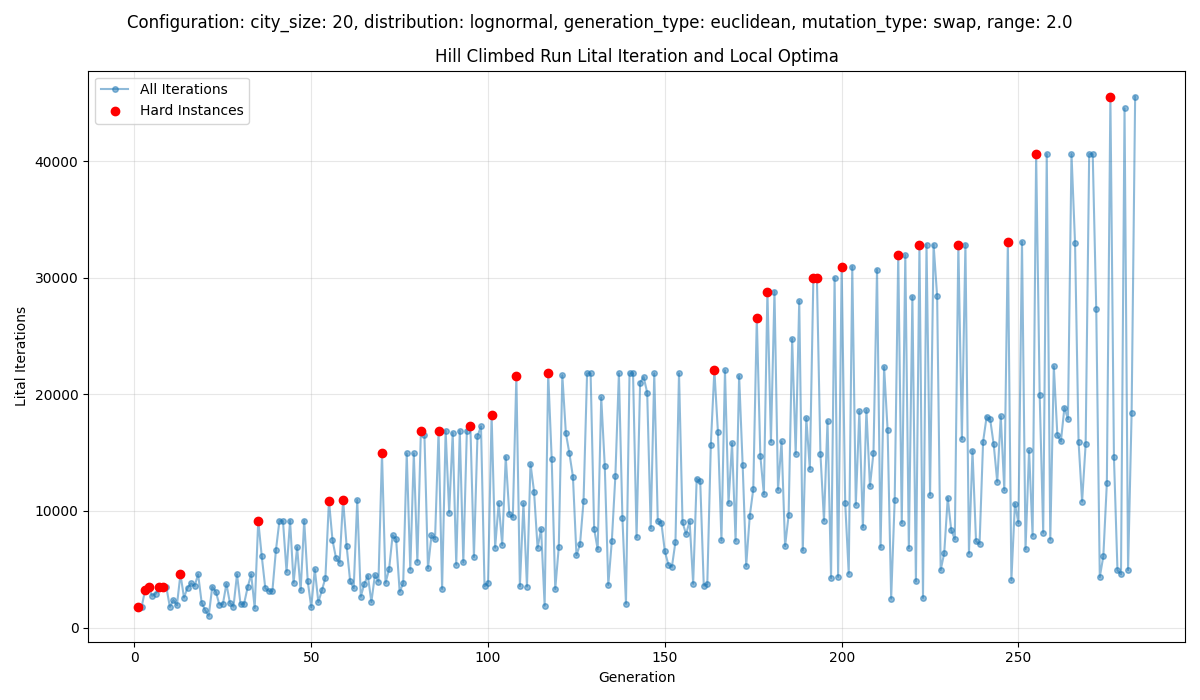 Configuration: city_size: 20, distribution: lognormal, generation_type: euclidean, mutation_type: swap, range: 2.0
Hill Climbed Run Lital Iteration and Local Optima
All Iterations
Hard Instances
Lital Iterations
40000
30000
20000
10000
0
0 50 100 150 200 250
Generation